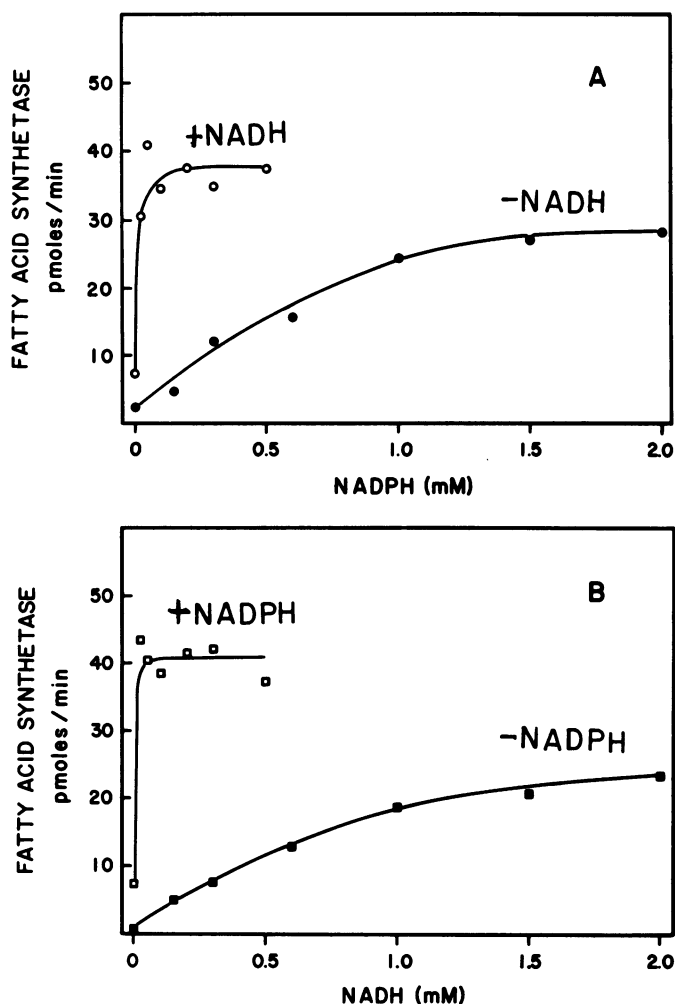 A
FATTY ACID SYNTHETASE
pmoles/min
50
40
30
20
10
+NADH
-NADH
0
0.5
1.0
1.5
2.0
NADPH (mM)
B
FATTY ACID SYNTHETASE
pmoles/min
50
40
30
20
10
+NADPH
-NADPH
0
0.5
1.0
1.5
2.0
NADH (mM)